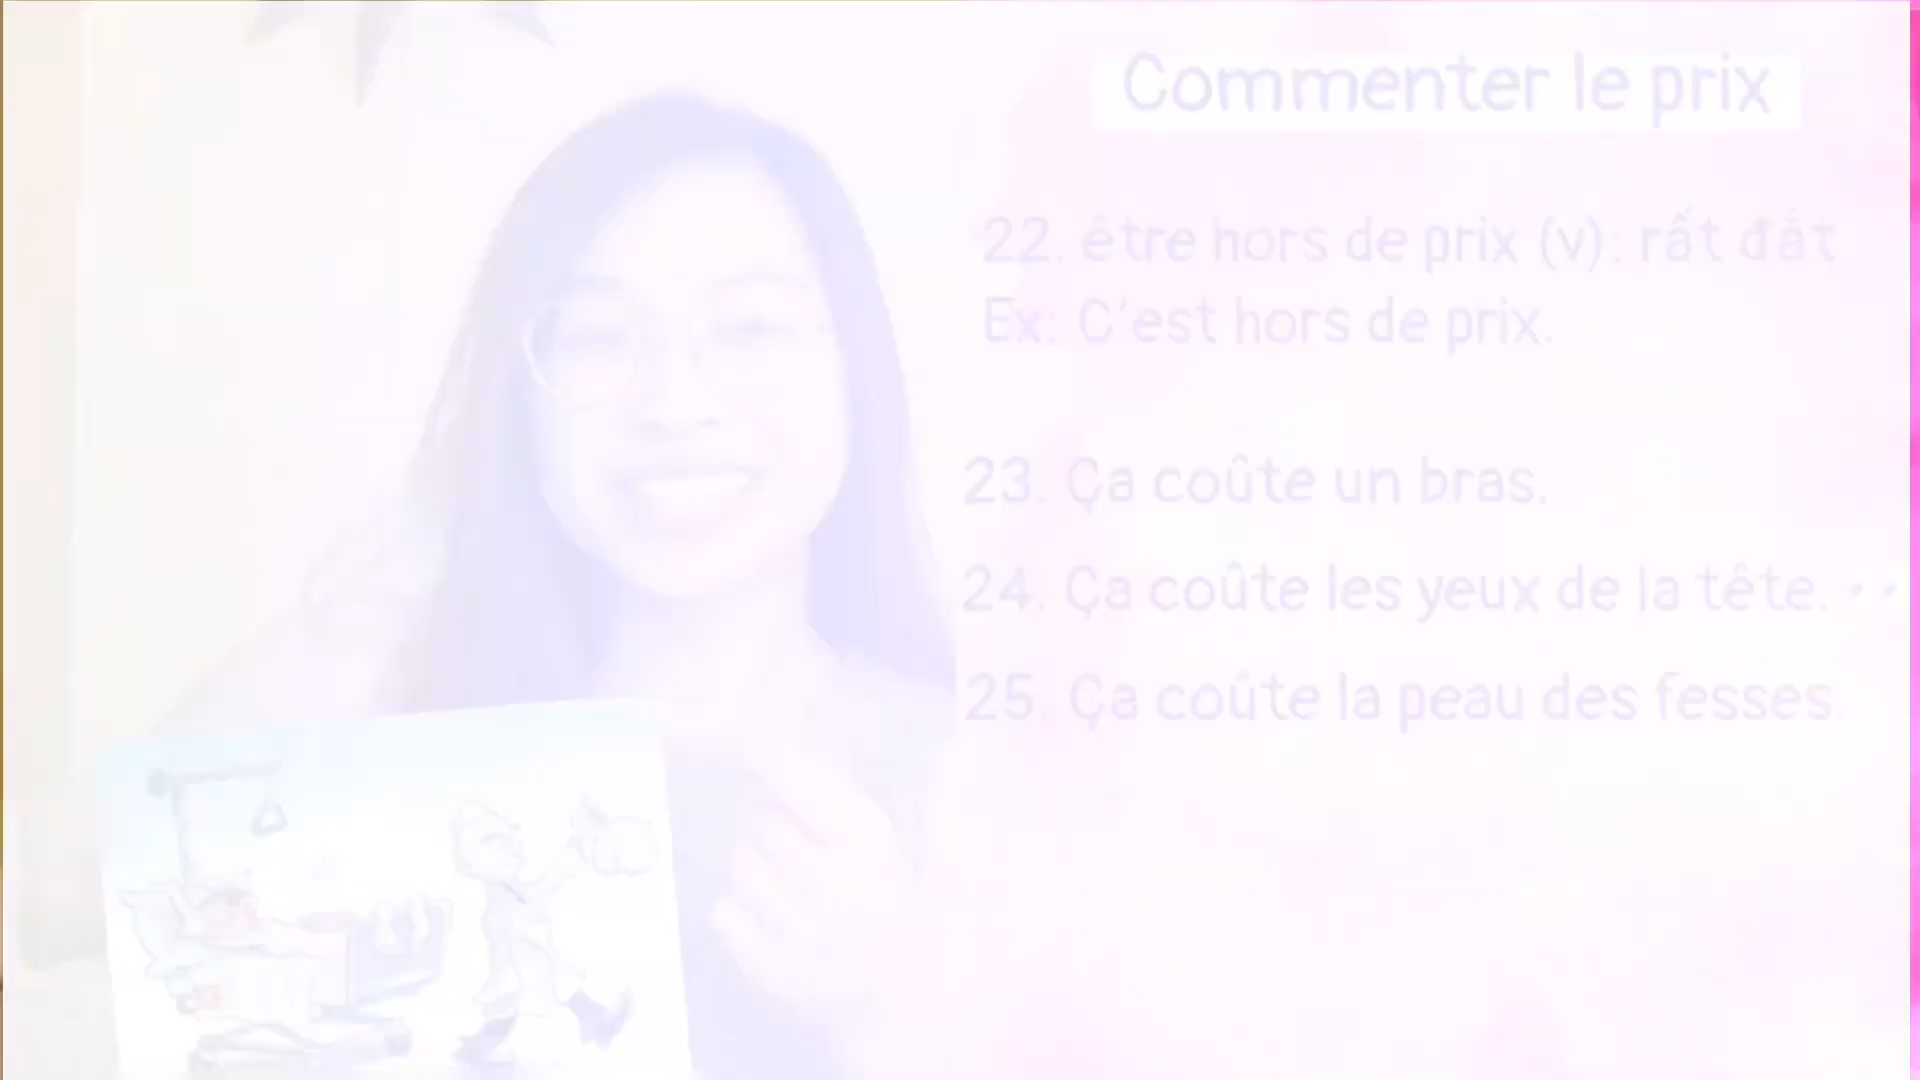 Commenter le prix
22. être hors de prix (v): rất đắt
Ex: C'est hors de prix.
23. Ça coûte un bras.
24. Ça coûte les yeux de la tête.
25. Ça coûte la peau des fesses.